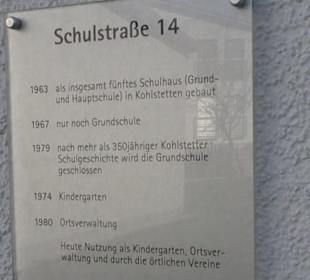 Schulstraße 14
1963 als insgesamt fünftes Schulhaus (Grund-
und Hauptschule) in Kohlstetten gebaut
1967 nur noch Grundschule
1979 nach mehr als 350jähriger Kohlstetter
Schulgeschichte wird die Grundschule
geschlossen
1974 Kindergarten
1980 Ortsverwaltung
Heute Nutzung als Kindergarten, Ortsver-
waltung und durch die örtlichen Vereine